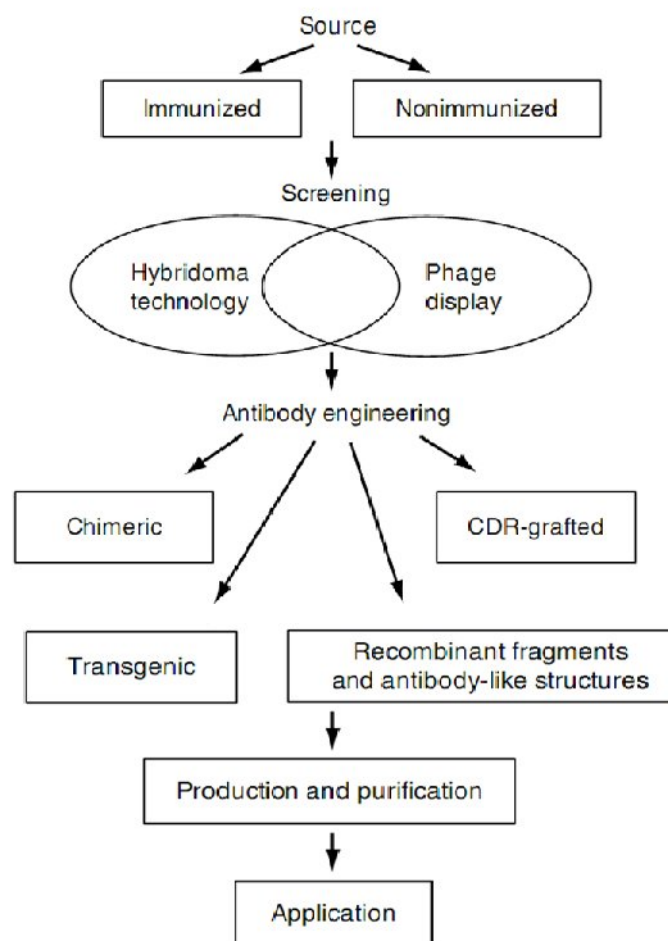 Source
Immunized
Nonimmunized
Screening
Hybridoma
technology
Phage
display
Antibody engineering
Chimeric
CDR-grafted
Transgenic
Recombinant fragments
and antibody-like structures
Production and purification
Application